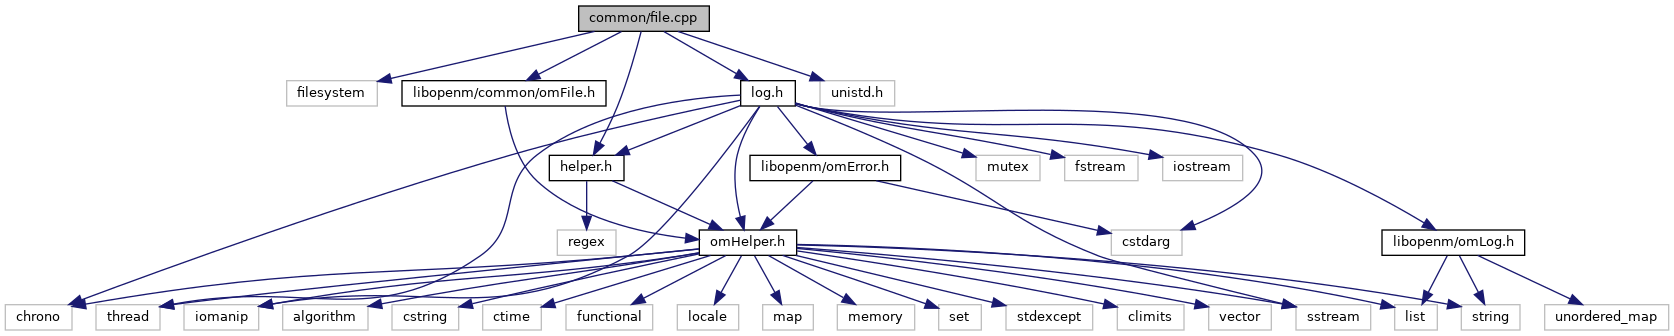 common/file.cpp
filesystem
libopenm/common/omFile.h
log.h
unistd.h
helper.h
libopenm/omError.h
mutex
fstream
iostream
regex
omHelper.h
cstdarg
libopenm/omLog.h
chrono
thread
iomanip
algorithm
cstring
ctime
functional
locale
map
memory
set
stdexcept
climits
vector
sstream
list
string
unordered_map